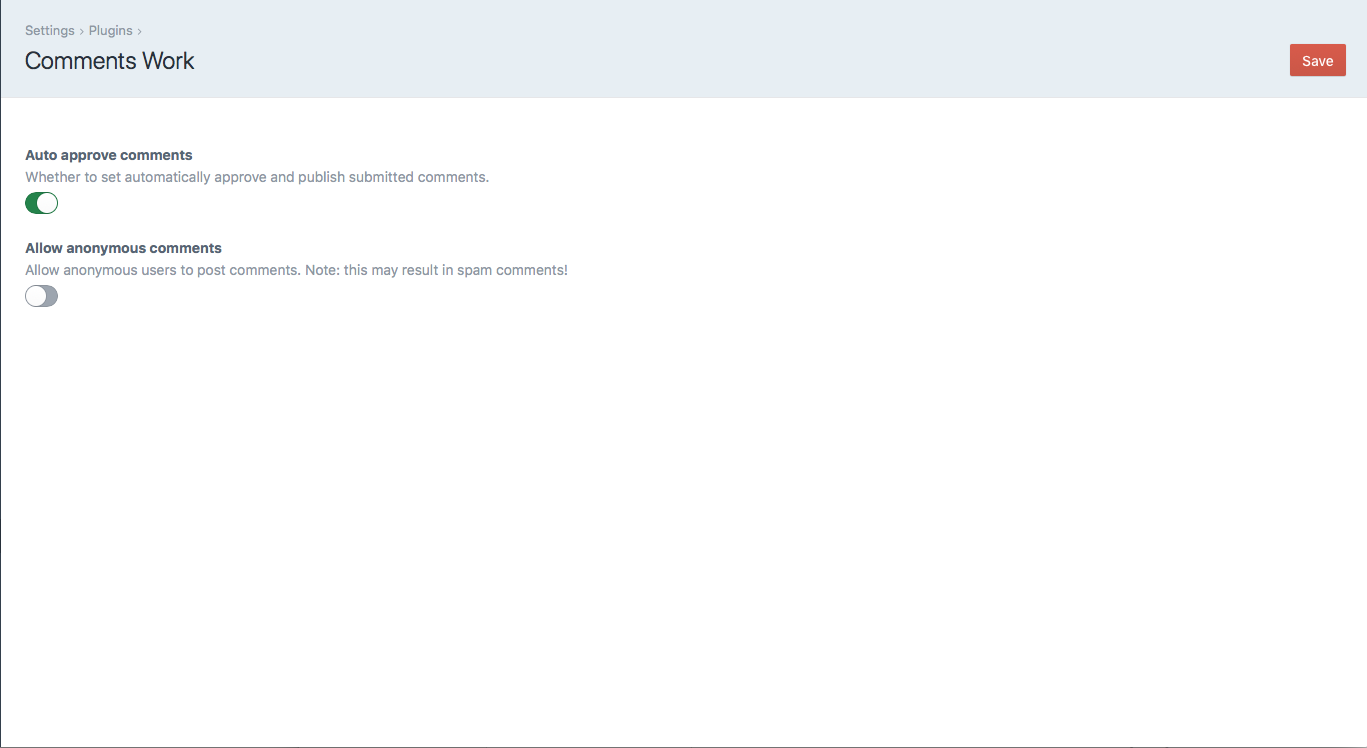 Settings › Plugins ›
Comments Work
Save
Auto approve comments
Whether to set automatically approve and publish submitted comments.
Allow anonymous comments
Allow anonymous users to post comments. Note: this may result in spam comments!